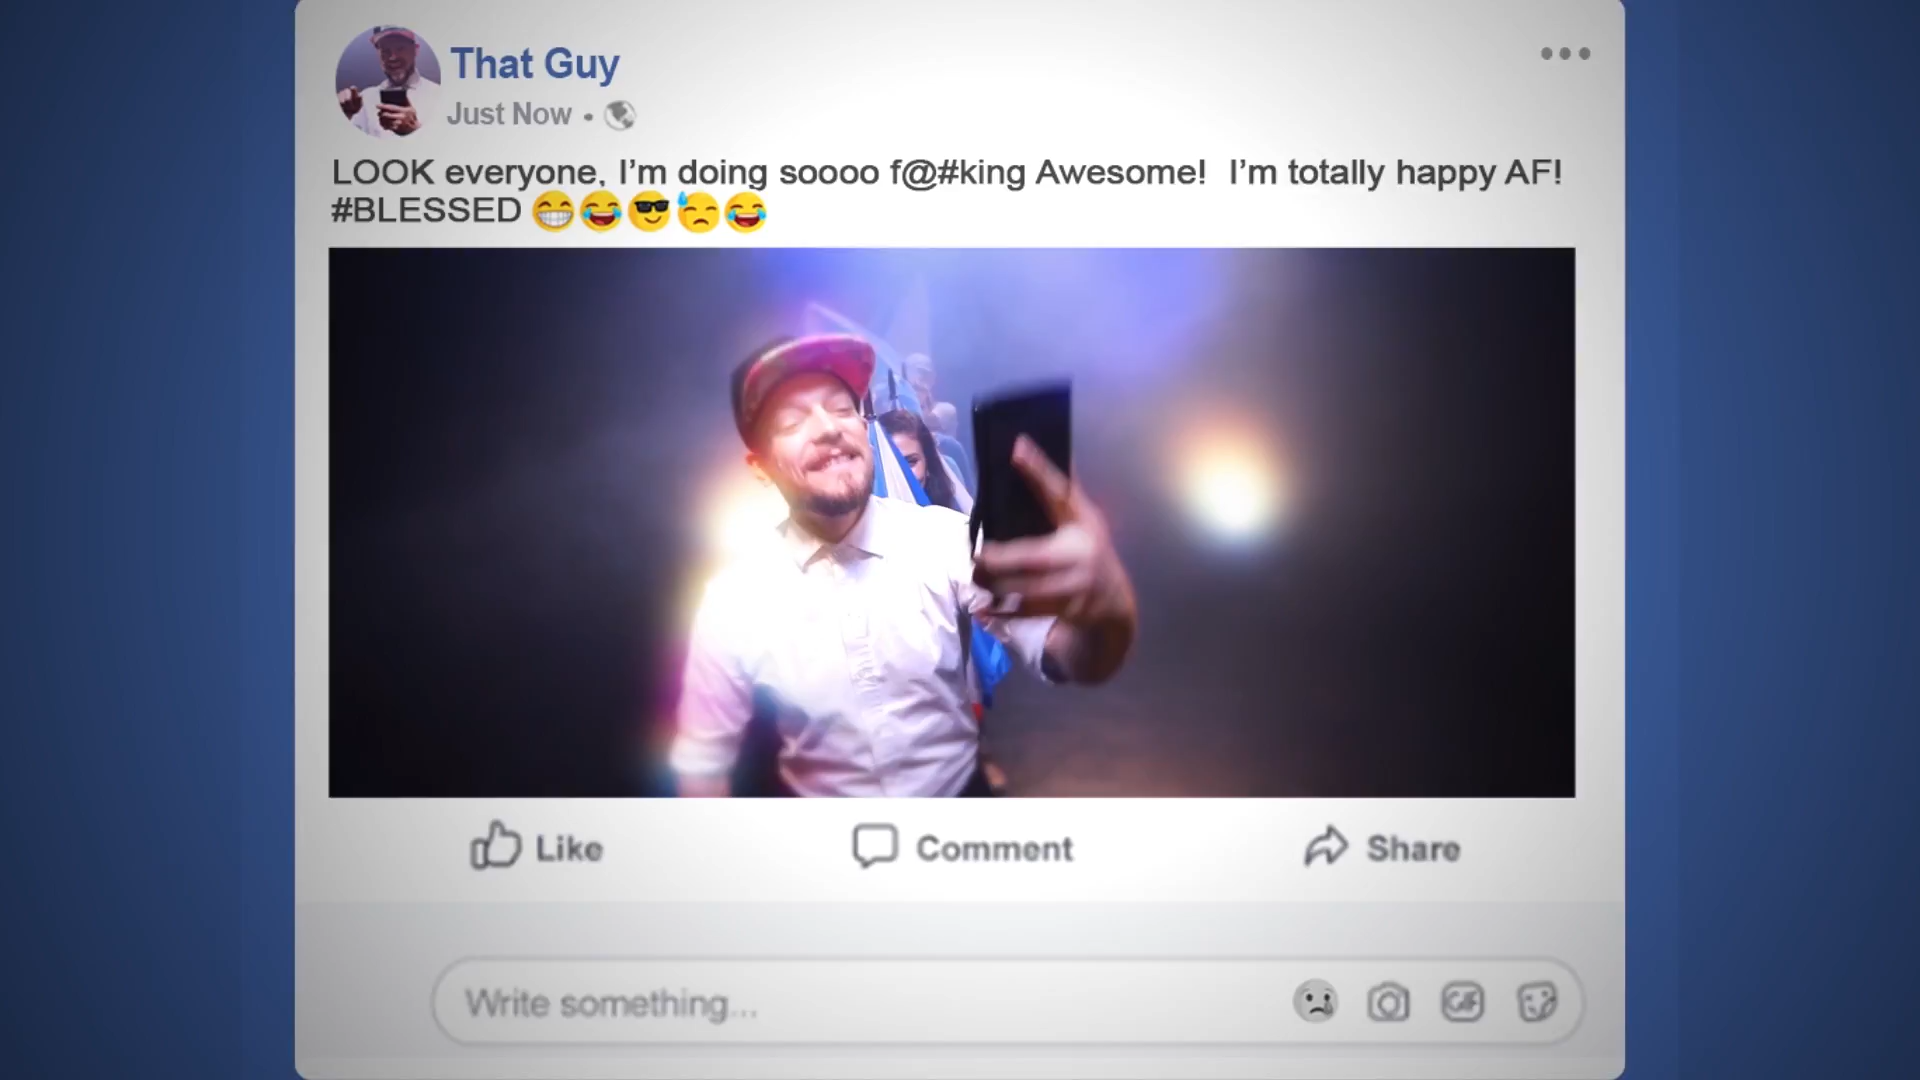 That Guy
Just Now •
LOOK everyone, I'm doing soooo f@#king Awesome!  I'm totally happy AF!
#BLESSED 😁😂😎😓😂
Like
Comment
Share
Write something...
GIF